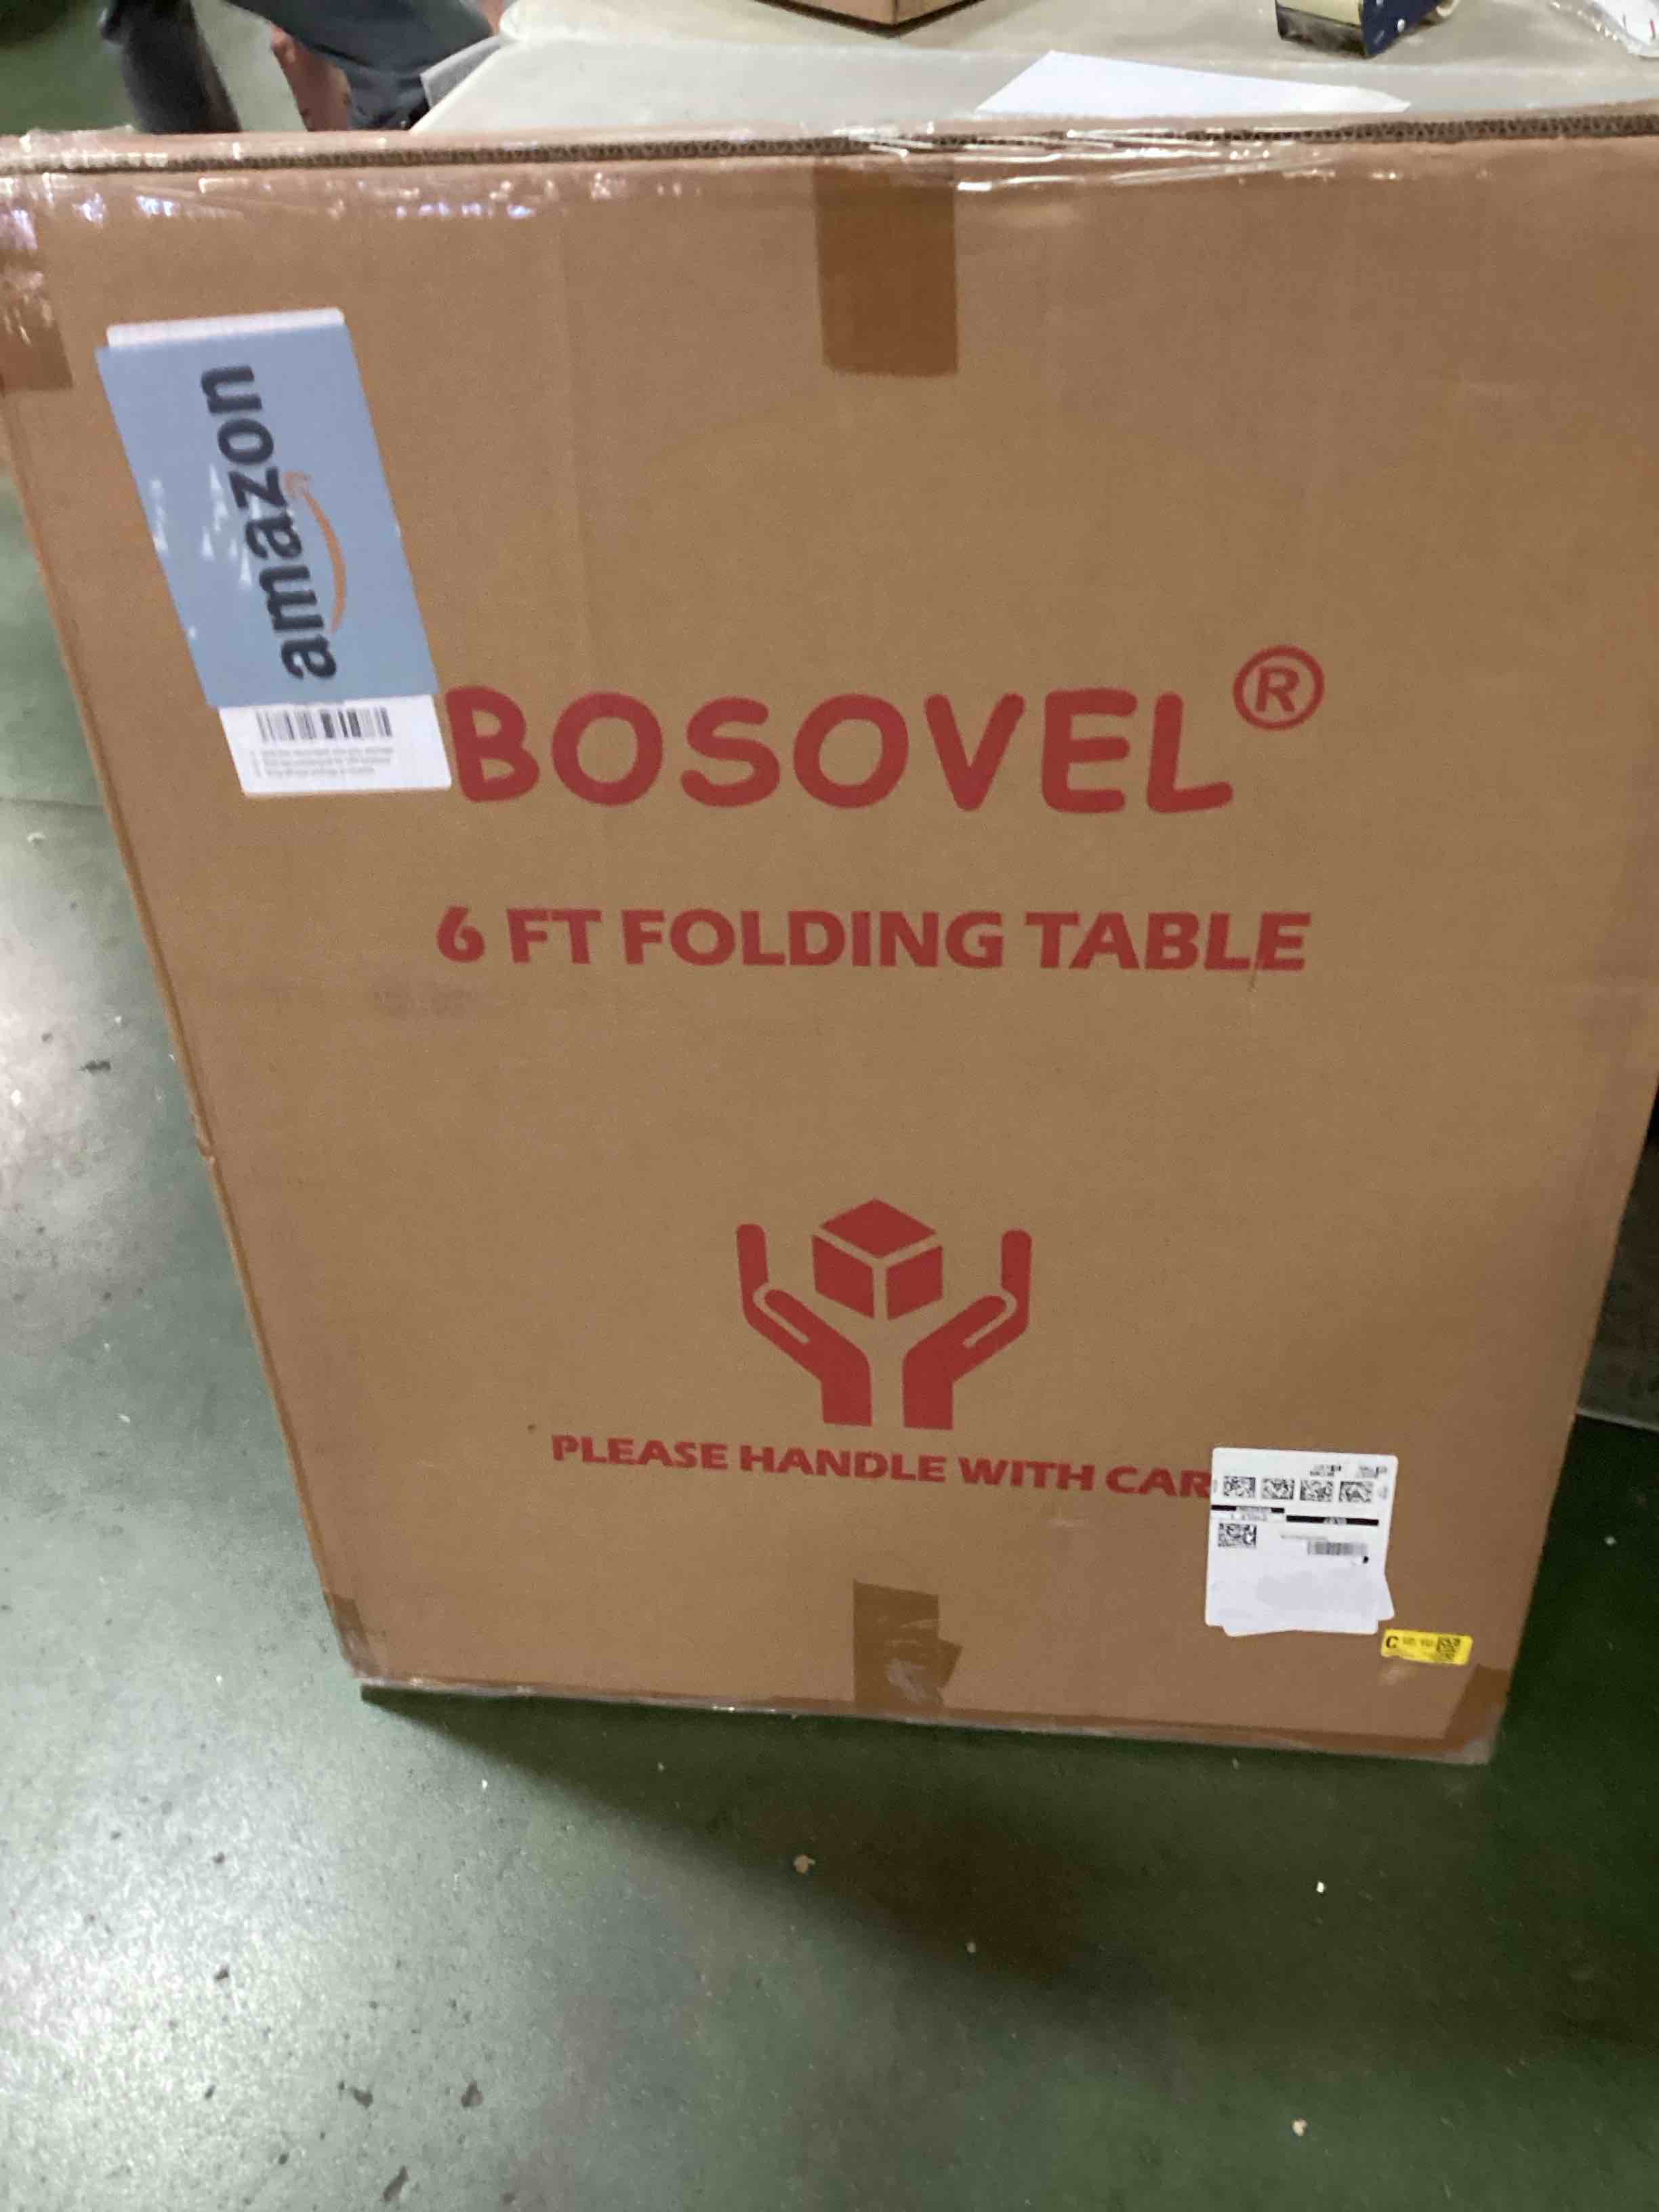 amazon
BOSOVEL®
6 FT FOLDING TABLE
PLEASE HANDLE WITH CAR
C